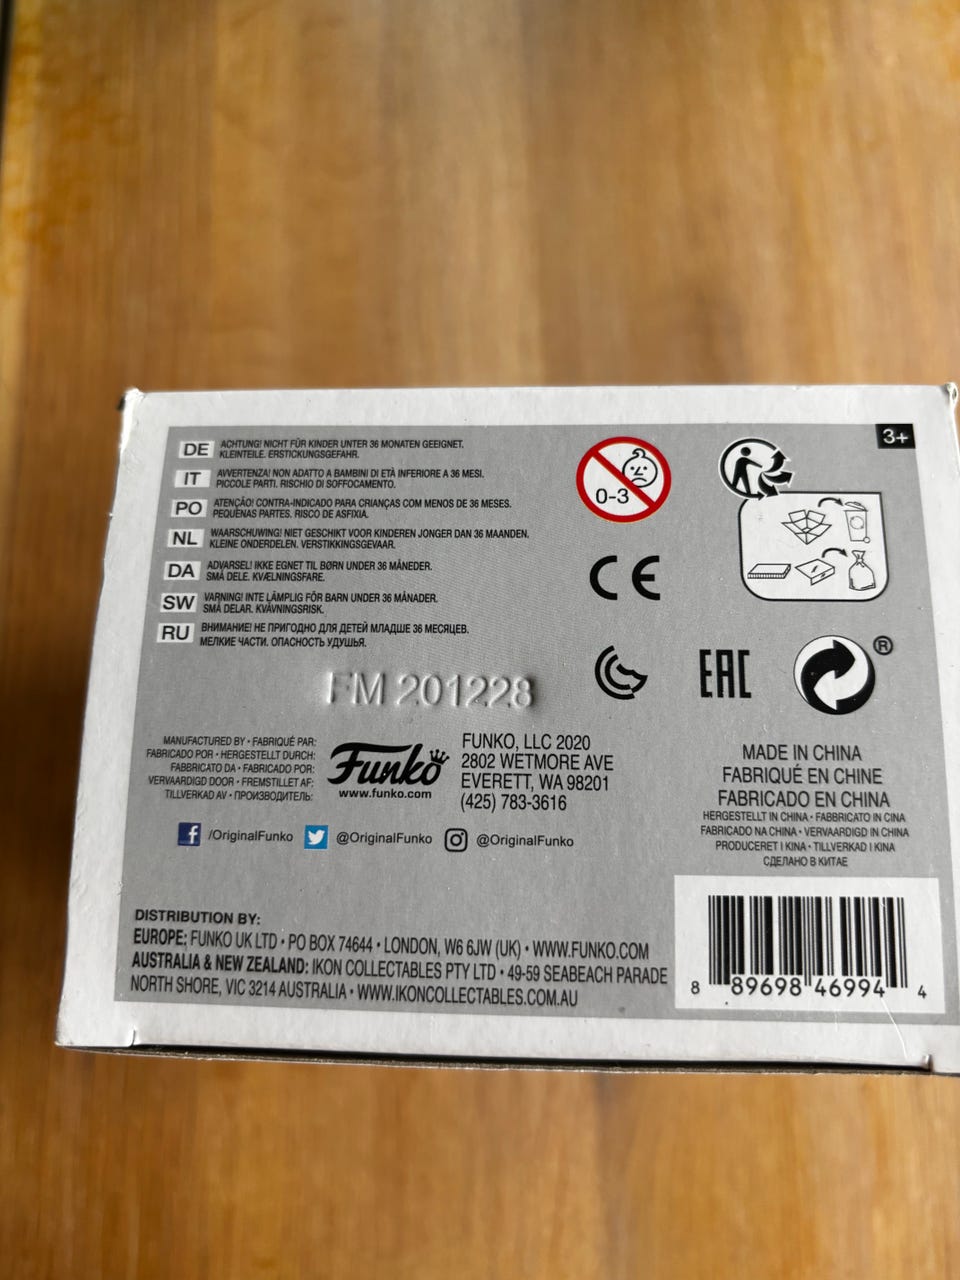 DE ACHTUNG! NICHT FÜR KINDER UNTER 36 MONATEN GEEIGNET.
KLEINTEILE. ERSTICKUNGSGEFAHR.
IT AVVERTENZA! NON ADATTO A BAMBINI DI ETÀ INFERIORE A 36 MESI.
PICCOLE PARTI. RISCHIO DI SOFFOCAMENTO.
PO ATENÇÃO! CONTRA-INDICADO PARA CRIANÇAS COM MENOS DE 36 MESES.
PEQUENAS PARTES. RISCO DE ASFIXIA.
NL WAARSCHUWING! NIET GESCHIKT VOOR KINDEREN JONGER DAN 36 MAANDEN.
KLEINE ONDERDELEN. VERSTIKKINGSGEVAAR.
DA ADVARSEL! IKKE EGNET TIL BØRN UNDER 36 MÅNEDER.
SMÅ DELE. KVÆLNINGSFARE.
SW VARNING! INTE LÄMPLIG FÖR BARN UNDER 36 MÅNADER.
SMÅ DELAR. KVÄVNINGSRISK.
RU ВНИМАНИЕ! НЕ ПРИГОДНО ДЛЯ ДЕТЕЙ МЛАДШЕ 36 МЕСЯЦЕВ.
МЕЛКИЕ ЧАСТИ. ОПАСНОСТЬ УДУШЬЯ.
0-3
3+
CE
EAC
®
FM 201228
MANUFACTURED BY • FABRIQUÉ PAR:
FABRICADO POR • HERGESTELLT DURCH:
FABBRICATO DA • FABRICADO POR:
VERVAARDIGD DOOR • FREMSTILLET AF:
TILLVERKAD AV • ПРОИЗВОДИТЕЛЬ:
Funko
www.funko.com
FUNKO, LLC 2020
2802 WETMORE AVE
EVERETT, WA 98201
(425) 783-3616
/OriginalFunko @OriginalFunko @OriginalFunko
MADE IN CHINA
FABRIQUÉ EN CHINE
FABRICADO EN CHINA
HERGESTELLT IN CHINA • FABBRICATO IN CINA
FABRICADO NA CHINA • VERVAARDIGD IN CHINA
PRODUCERET I KINA • TILLVERKAD I KINA
СДЕЛАНО В КИТАЕ
DISTRIBUTION BY:
EUROPE: FUNKO UK LTD • PO BOX 74644 • LONDON, W6 6JW (UK) • WWW.FUNKO.COM
AUSTRALIA & NEW ZEALAND: IKON COLLECTABLES PTY LTD • 49-59 SEABEACH PARADE
NORTH SHORE, VIC 3214 AUSTRALIA • WWW.IKONCOLLECTABLES.COM.AU
8 89698 46994 4